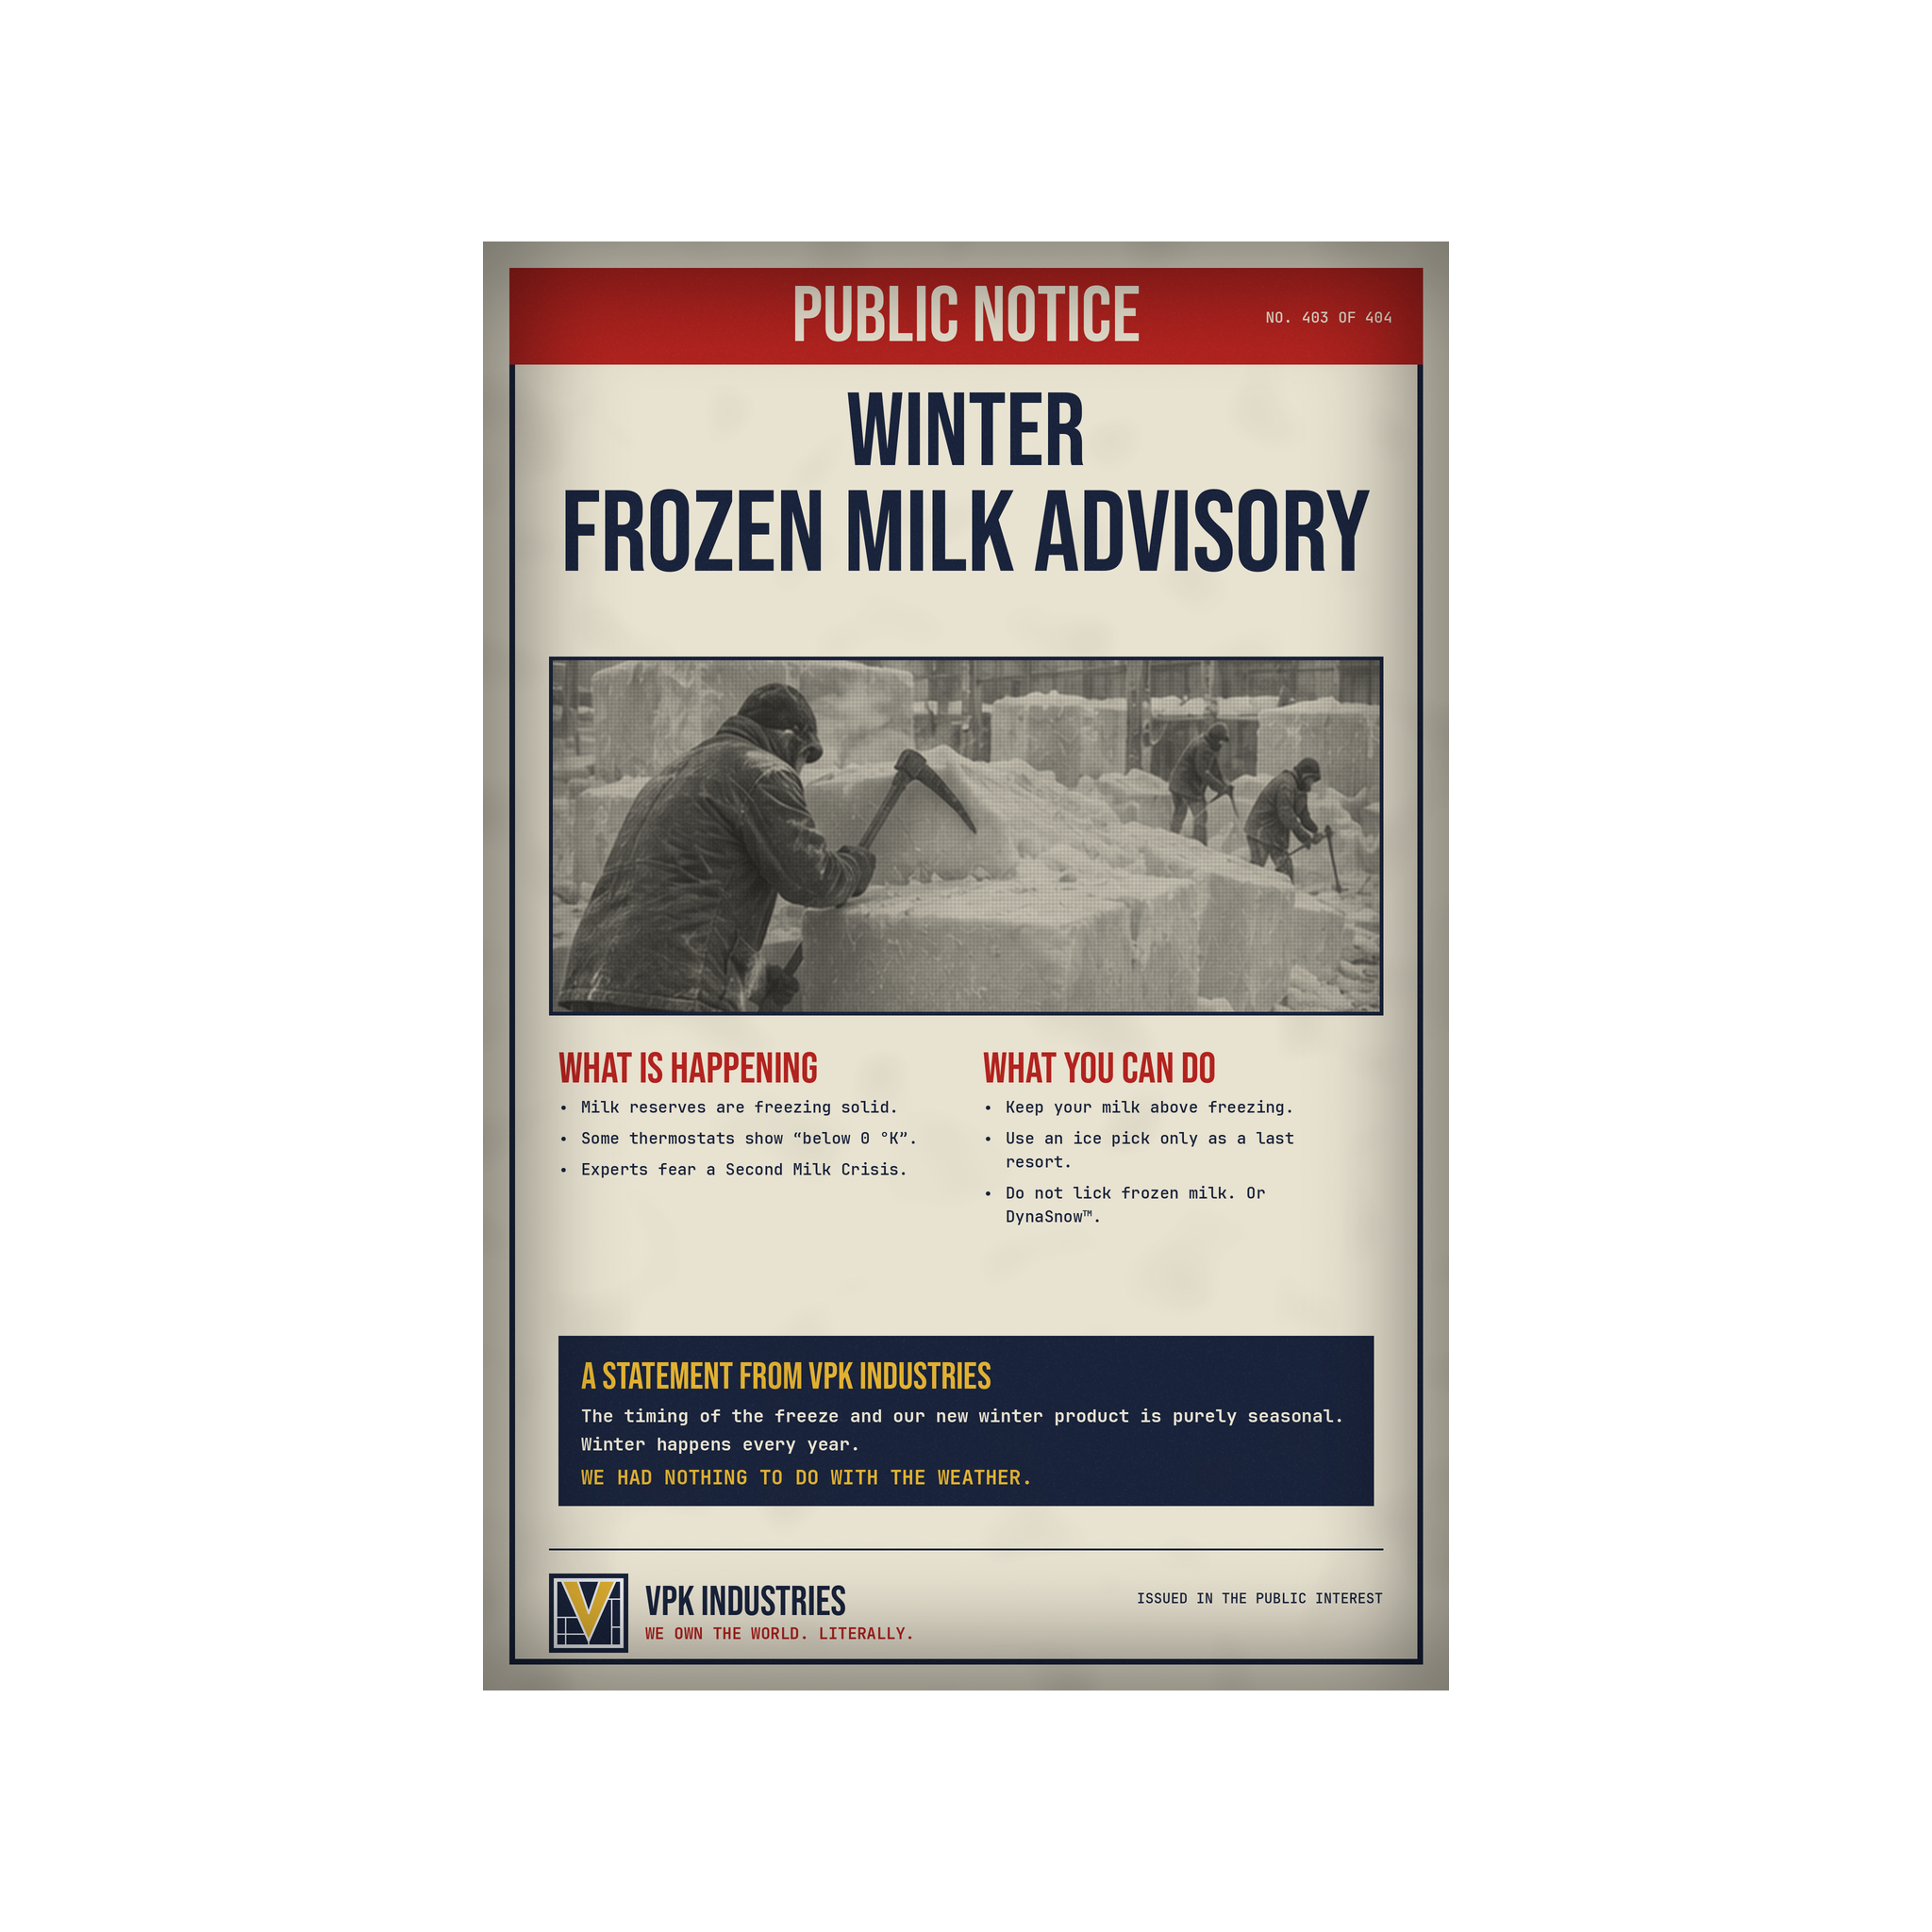 PUBLIC NOTICE
NO. 403 OF 404
WINTER
FROZEN MILK ADVISORY
WHAT IS HAPPENING
• Milk reserves are freezing solid.
• Some thermostats show “below 0 °K”.
• Experts fear a Second Milk Crisis.
WHAT YOU CAN DO
• Keep your milk above freezing.
• Use an ice pick only as a last
resort.
• Do not lick frozen milk. Or
DynaSnow™.
A STATEMENT FROM VPK INDUSTRIES
The timing of the freeze and our new winter product is purely seasonal.
Winter happens every year.
WE HAD NOTHING TO DO WITH THE WEATHER.
V
VPK INDUSTRIES
WE OWN THE WORLD. LITERALLY.
ISSUED IN THE PUBLIC INTEREST